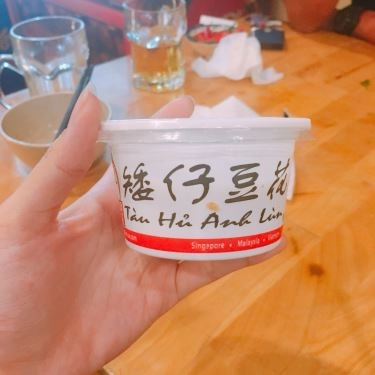 矮仔豆花
Tàu Hủ Anh Lùn
Singapore • Malaysia •